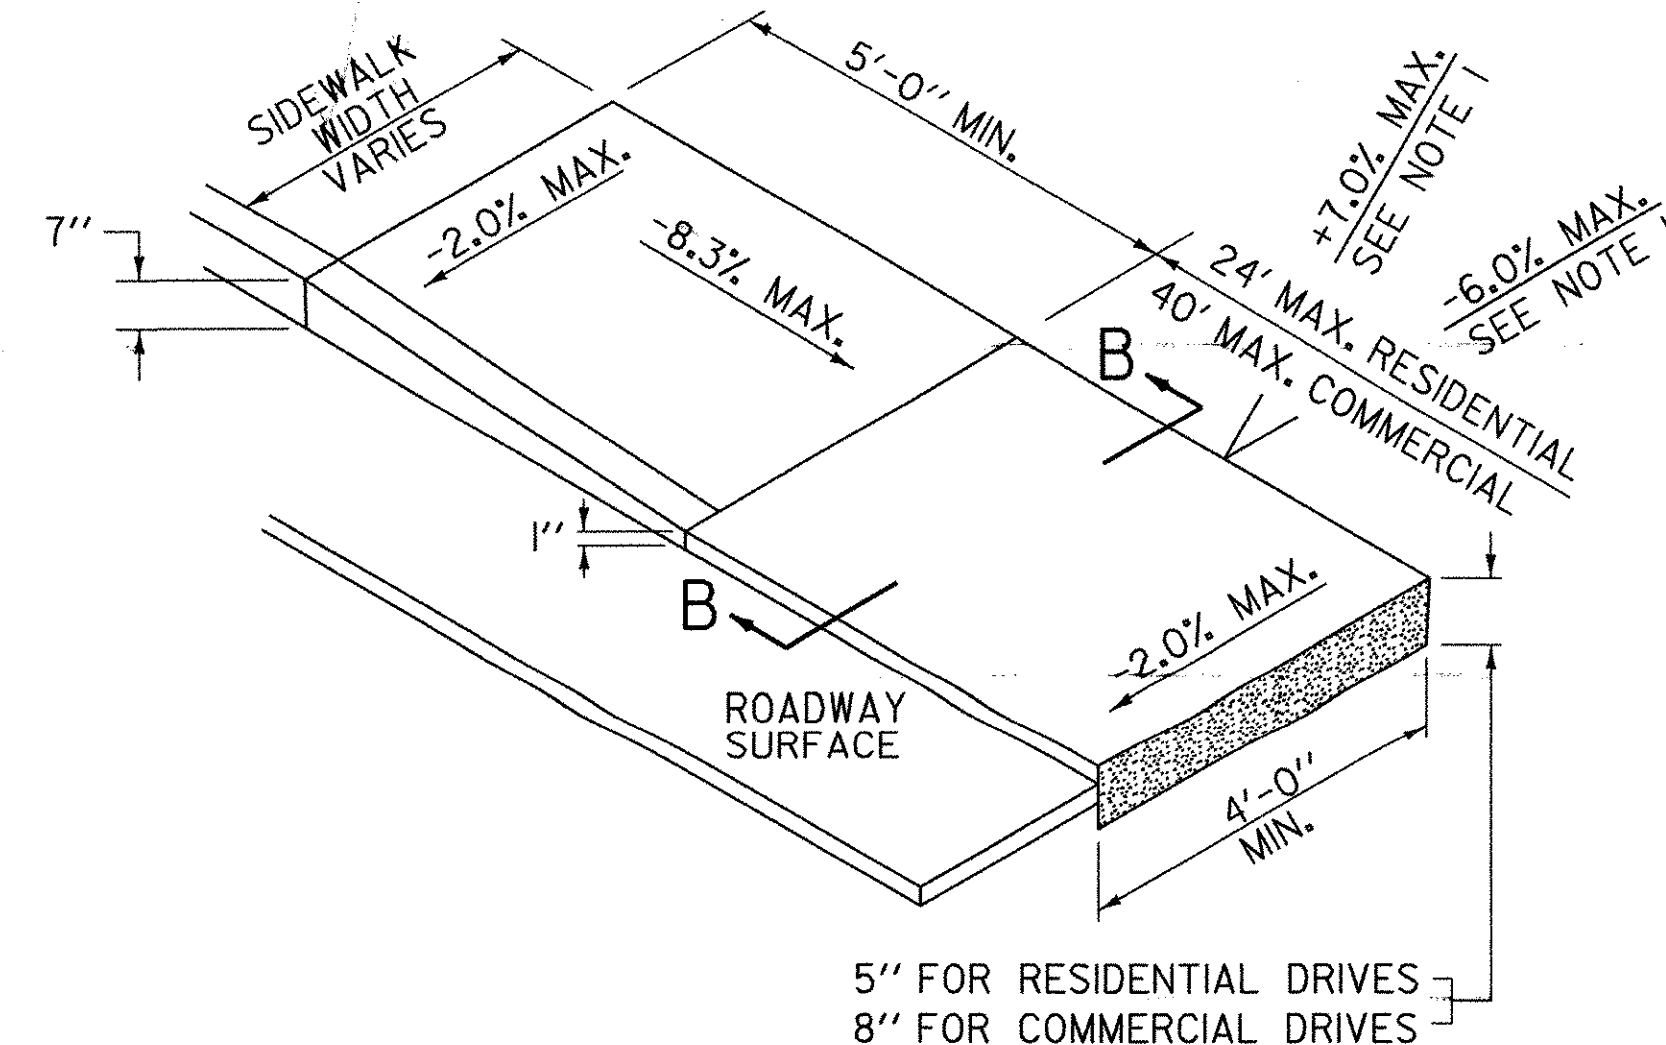 SIDEWALK
WIDTH
VARIES
5'-0" MIN.
+7.0% MAX.
SEE NOTE 1
-6.0% MAX.
SEE NOTE
7"
-2.0% MAX.
-8.3% MAX.
24' MAX. RESIDENTIAL
40' MAX. COMMERCIAL
B
1"
B
-2.0% MAX.
ROADWAY
SURFACE
4'-0"
MIN.
5" FOR RESIDENTIAL DRIVES
8" FOR COMMERCIAL DRIVES